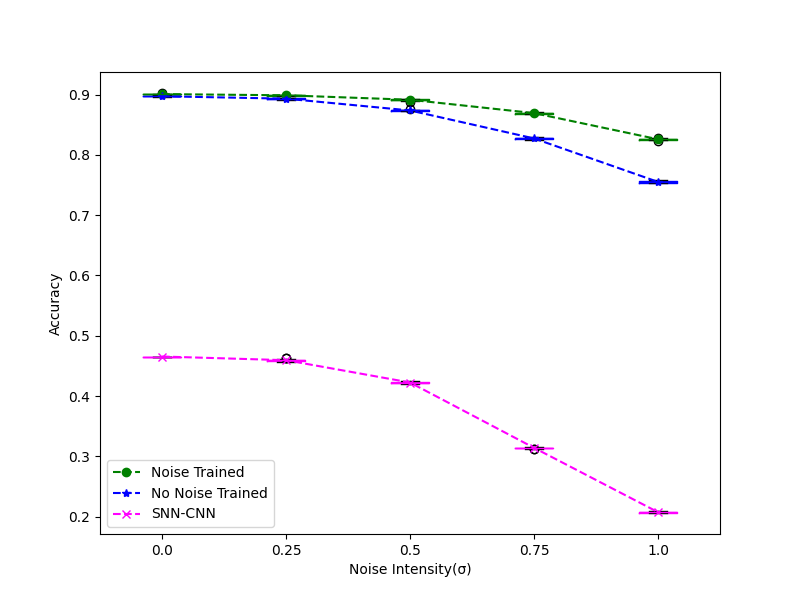 0.9
0.8
0.7
0.6
0.5
0.4
0.3
0.2
Accuracy
Noise Trained
No Noise Trained
SNN-CNN
0.0 0.25 0.5 0.75 1.0
Noise Intensity(σ)